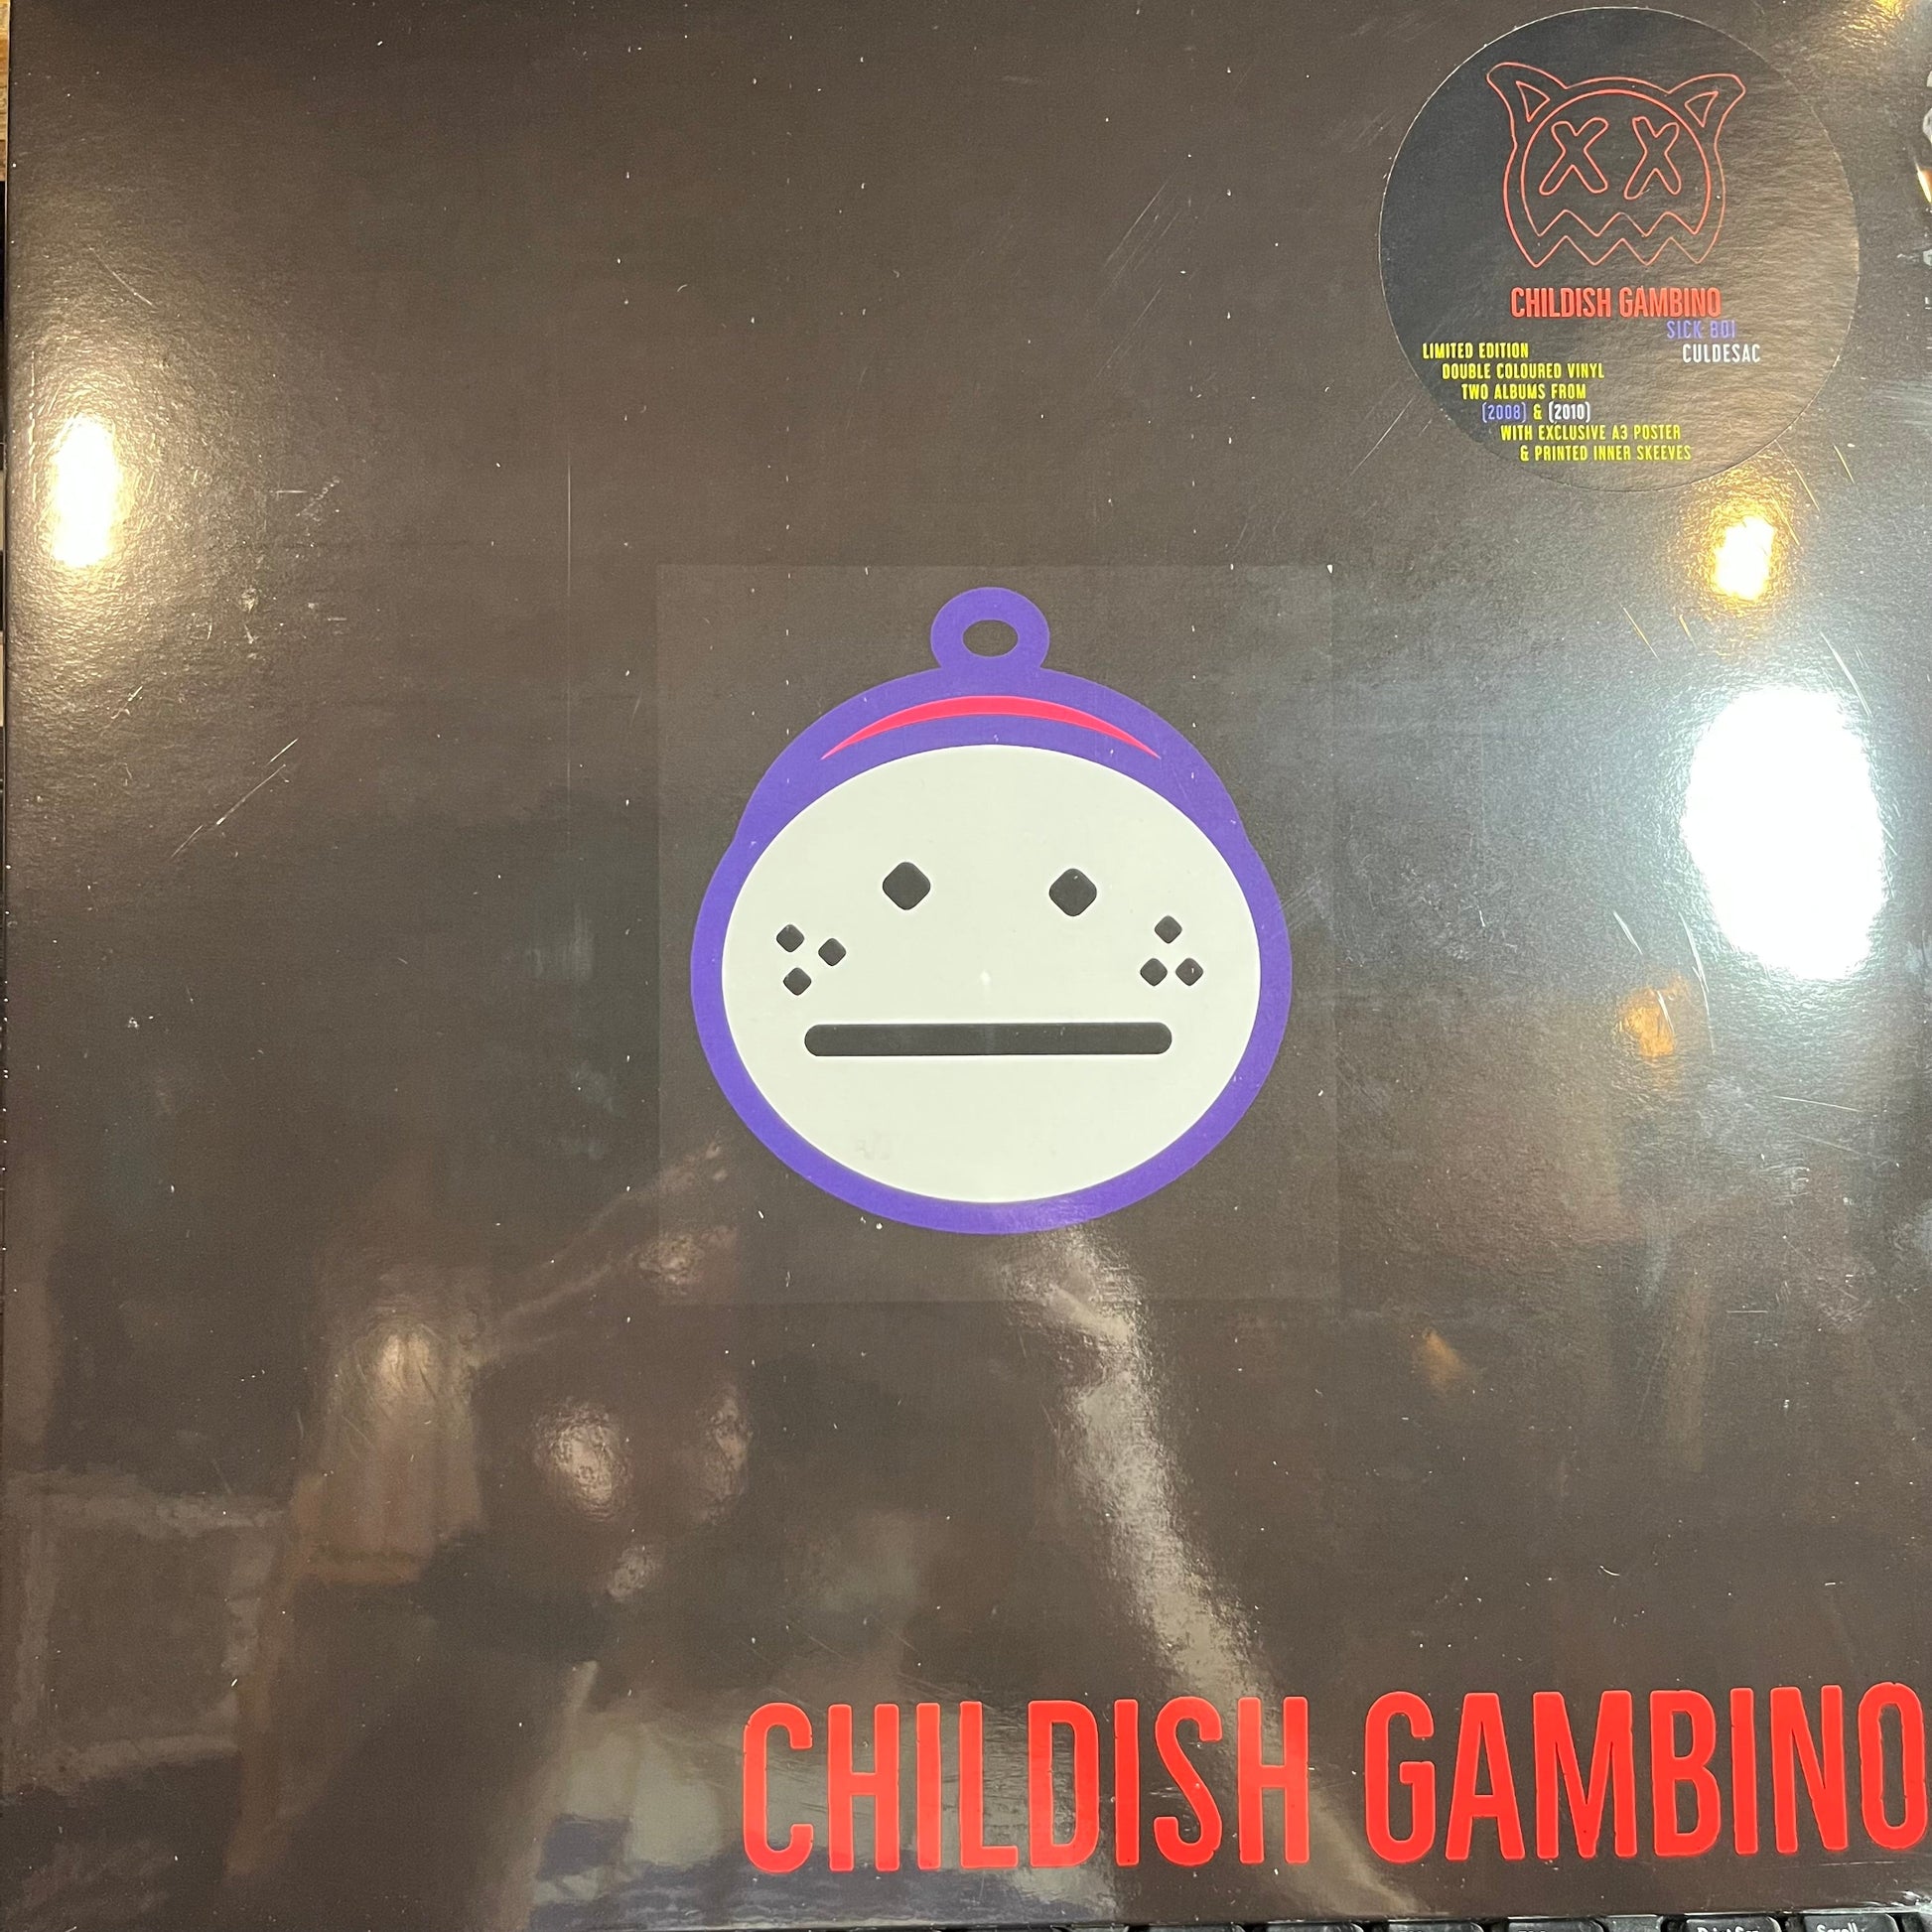 CHILDISH GAMBINO
SICK BOI
CULDESAC
LIMITED EDITION
DOUBLE COLOURED VINYL
TWO ALBUMS FROM
(2008) & (2010)
WITH EXCLUSIVE A3 POSTER
& PRINTED INNER SKEEVES
CHILDISH GAMBINO